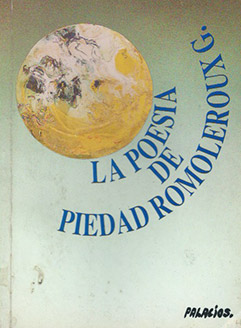 LA POESIA
DE
PIEDAD ROMOLEROUX G.
PALACIOS.